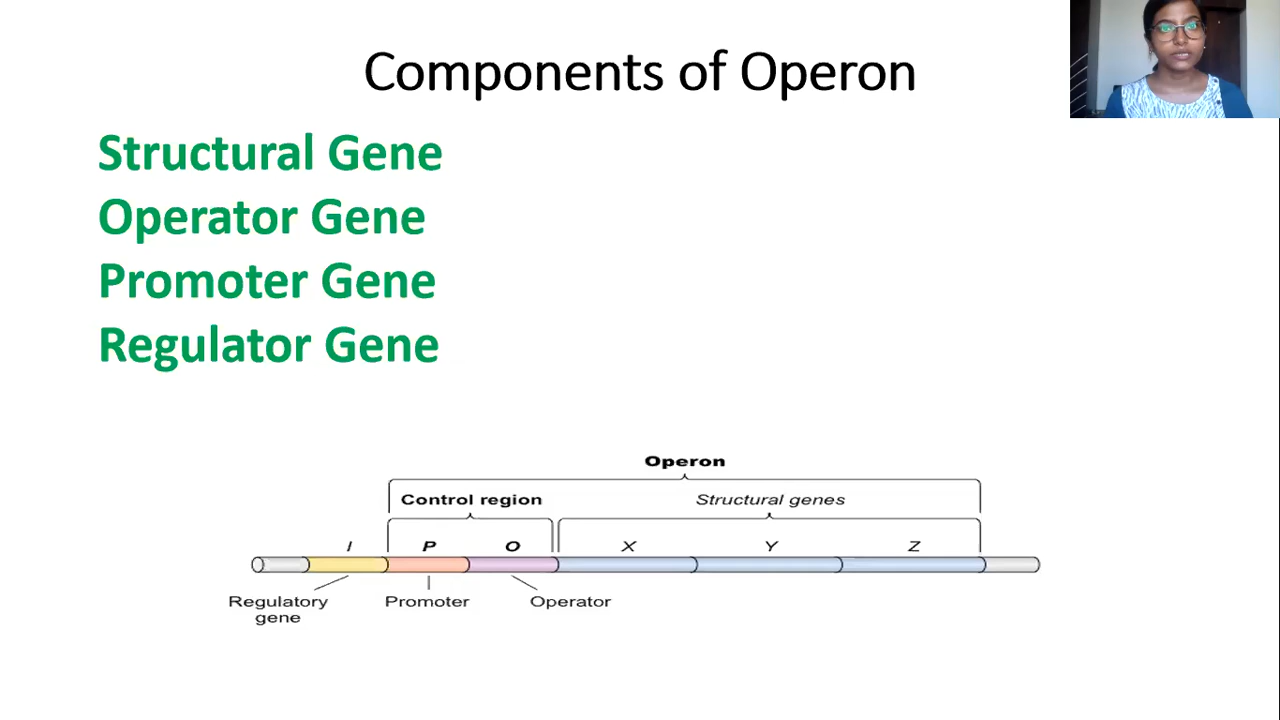 Components of Operon
Structural Gene
Operator Gene
Promoter Gene
Regulator Gene
Operon
Control region
Structural genes
I
P
O
X
Y
Z
Regulatory
gene
Promoter
Operator